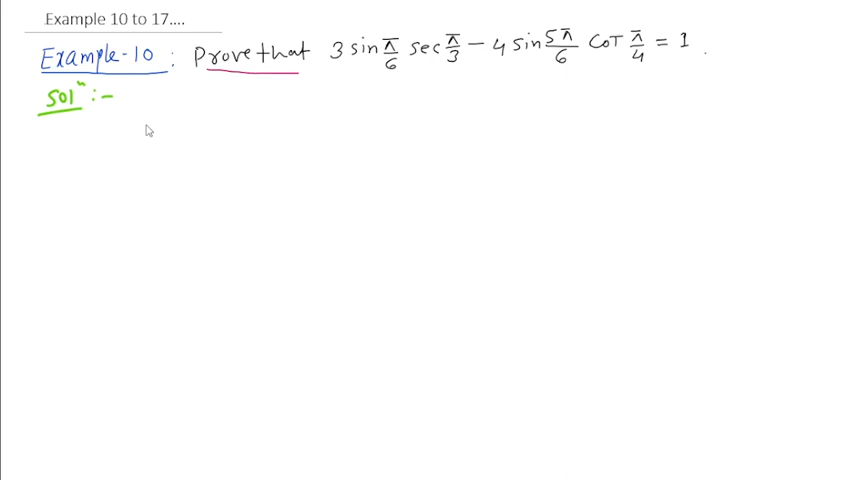 Example 10 to 17....
Example-10 : Prove that 3 sin π/6 sec π/3 − 4 sin 5π/6 cot π/4 = 1 .
Solⁿ :-